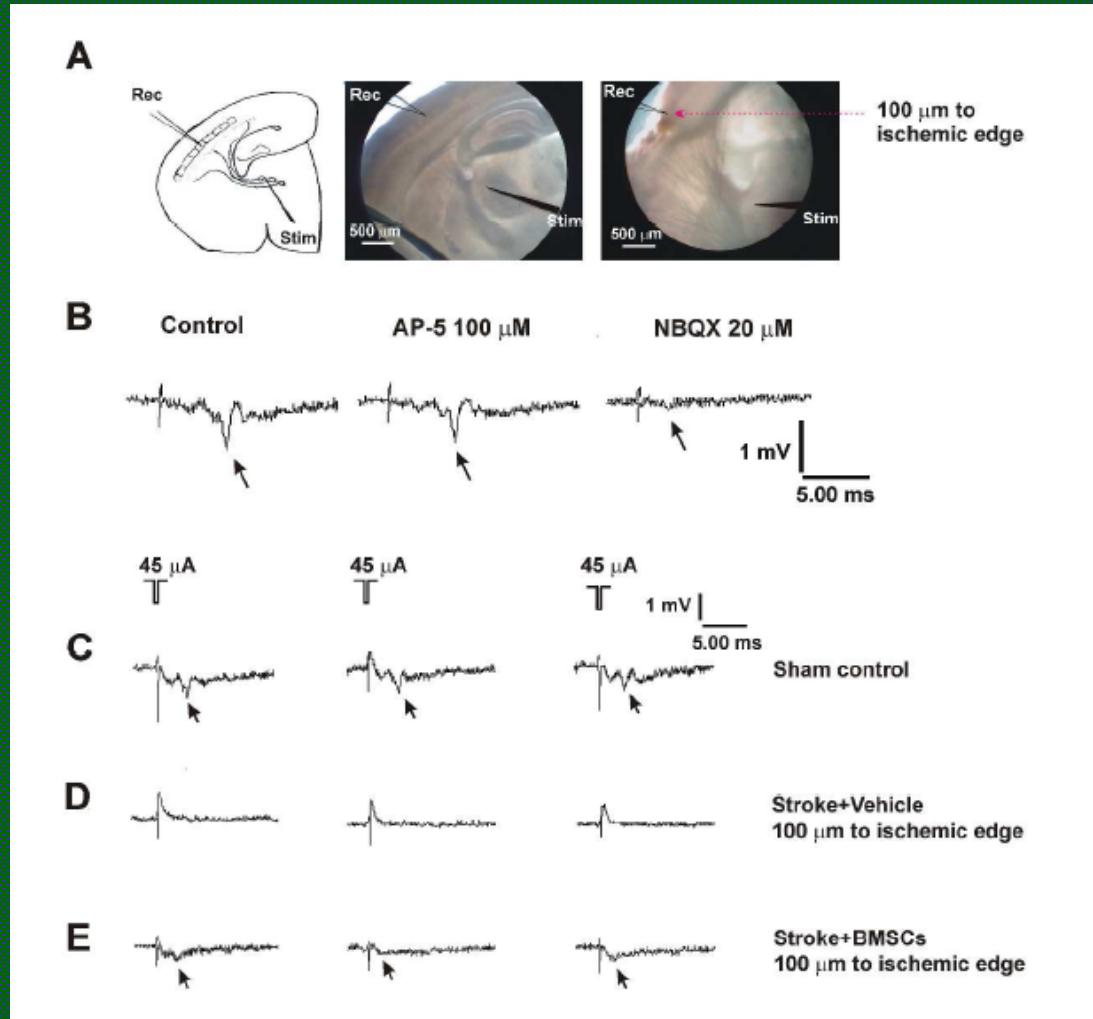 A
Rec
Stim
Rec
Stim
500 μm
Rec
Stim
500 μm
100 μm to
ischemic edge
B
Control
AP-5 100 μM
NBQX 20 μM
1 mV
5.00 ms
45 μA
45 μA
45 μA
1 mV
5.00 ms
C
Sham control
D
Stroke+Vehicle
100 μm to ischemic edge
E
Stroke+BMSCs
100 μm to ischemic edge